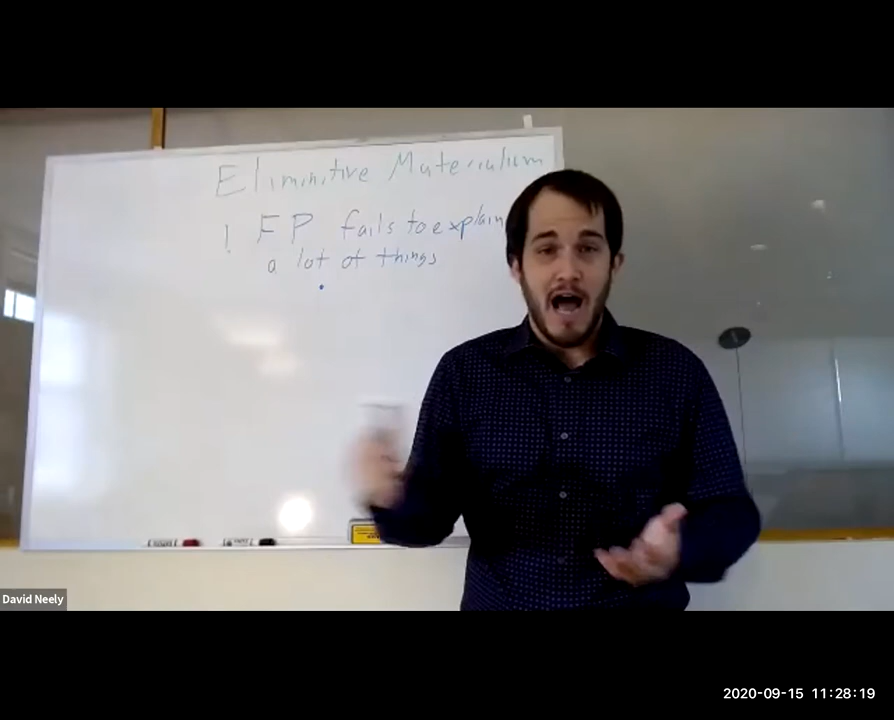 Eliminitive Materialism
1 FP fails to explain
a lot of things
David Neely
2020-09-15 11:28:19